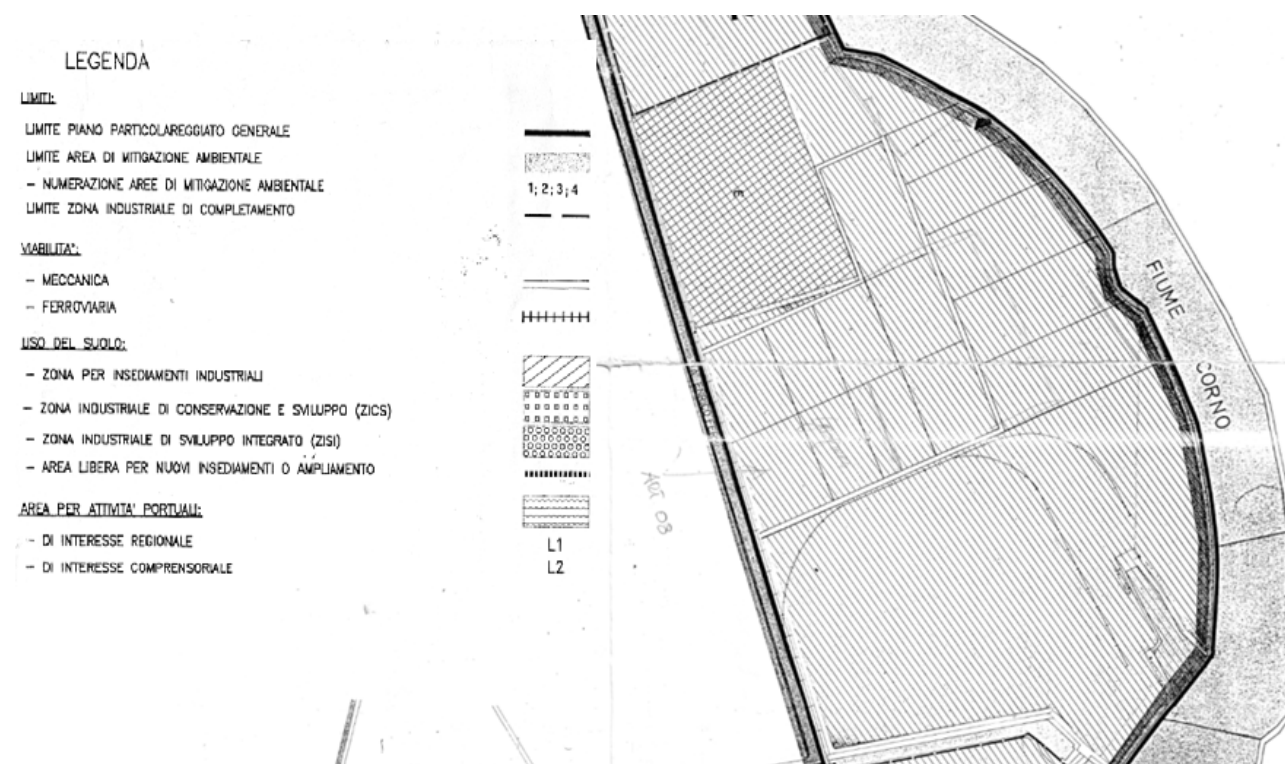 LEGENDA
LIMITI:
LIMITE PIANO PARTICOLAREGGIATO GENERALE
LIMITE AREA DI MITIGAZIONE AMBIENTALE
– NUMERAZIONE AREE DI MITIGAZIONE AMBIENTALE
1; 2; 3; 4
LIMITE ZONA INDUSTRIALE DI COMPLETAMENTO
VIABILITA':
– MECCANICA
– FERROVIARIA
USO DEL SUOLO:
– ZONA PER INSEDIAMENTI INDUSTRIALI
– ZONA INDUSTRIALE DI CONSERVAZIONE E SVILUPPO (ZICS)
– ZONA INDUSTRIALE DI SVILUPPO INTEGRATO (ZISI)
– AREA LIBERA PER NUOVI INSEDIAMENTI O AMPLIAMENTO
AREA PER ATTIVITA' PORTUALI:
– DI INTERESSE REGIONALE
L1
– DI INTERESSE COMPRENSORIALE
L2
E
FIUME
CORNO
03